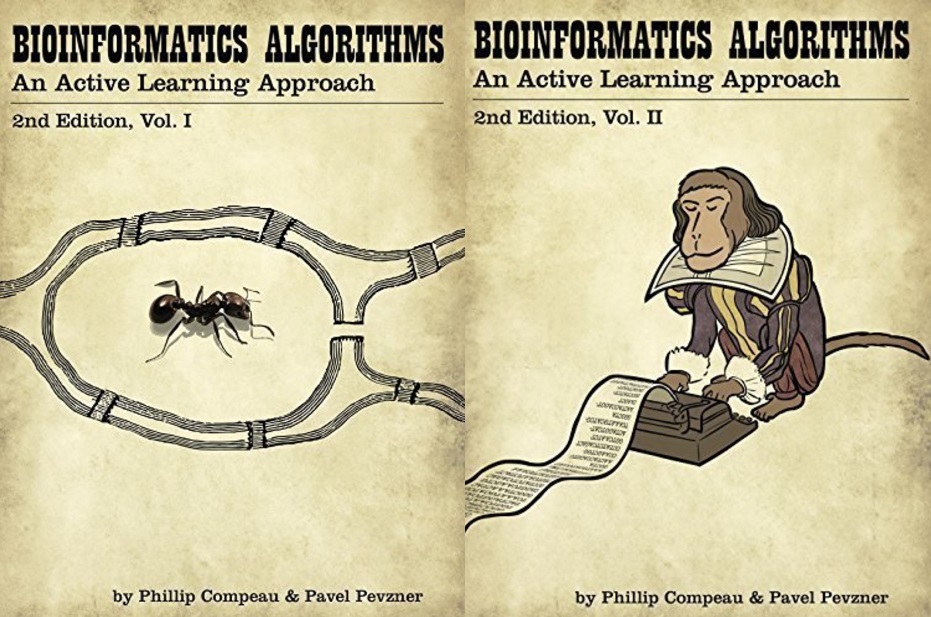 BIOINFORMATICS ALGORITHMS
An Active Learning Approach
2nd Edition, Vol. I
by Phillip Compeau & Pavel Pevzner
BIOINFORMATICS ALGORITHMS
An Active Learning Approach
2nd Edition, Vol. II
by Phillip Compeau & Pavel Pevzner